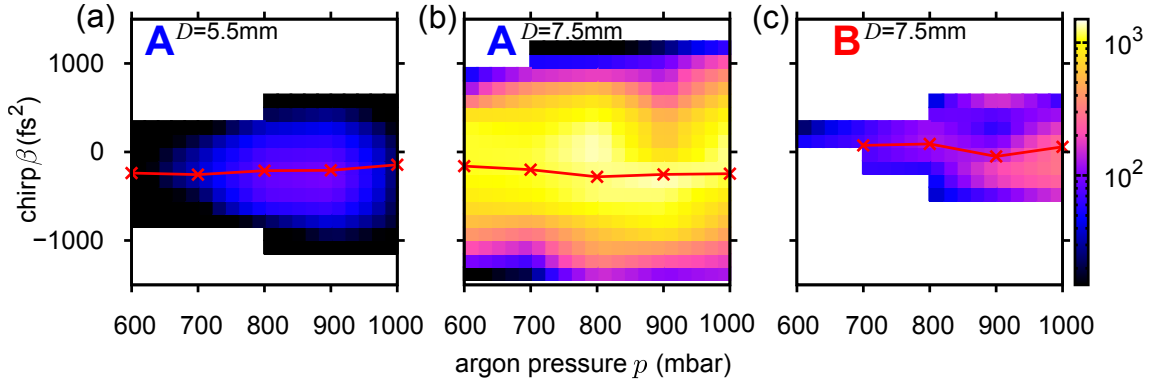 (a)
A D=5.5mm
(b)
A D=7.5mm
(c)
B D=7.5mm
chirp β (fs²)
1000
0
−1000
10³
10²
600 700 800 900 1000
600 700 800 900 1000
600 700 800 900 1000
argon pressure p (mbar)